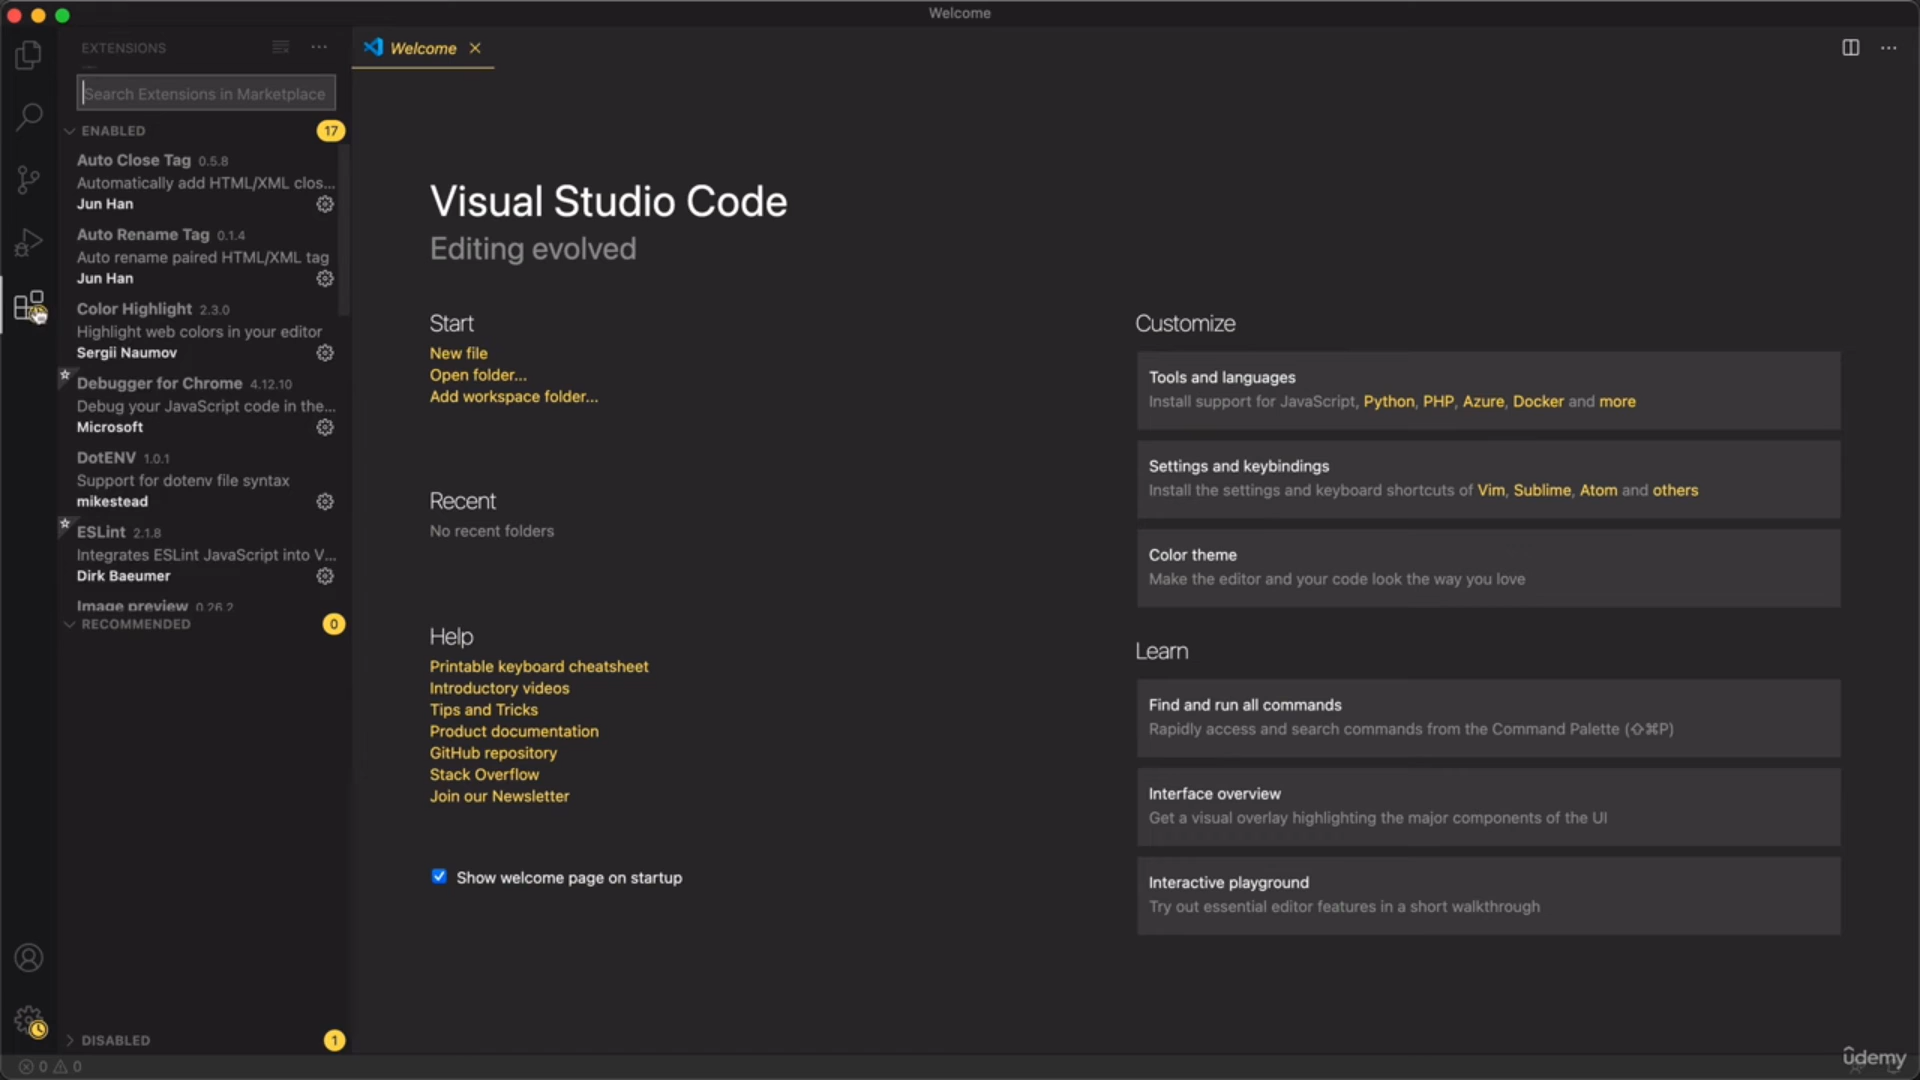 Welcome
EXTENSIONS
Welcome
Search Extensions in Marketplace
ENABLED 17
Auto Close Tag 0.5.8
Automatically add HTML/XML clos...
Jun Han
Auto Rename Tag 0.1.4
Auto rename paired HTML/XML tag
Jun Han
Color Highlight 2.3.0
Highlight web colors in your editor
Sergii Naumov
Debugger for Chrome 4.12.10
Debug your JavaScript code in the...
Microsoft
DotENV 1.0.1
Support for dotenv file syntax
mikestead
ESLint 2.1.8
Integrates ESLint JavaScript into V...
Dirk Baeumer
Image preview 0.26.2
RECOMMENDED 0
DISABLED 1
0 0
Visual Studio Code
Editing evolved
Start
New file
Open folder...
Add workspace folder...
Recent
No recent folders
Help
Printable keyboard cheatsheet
Introductory videos
Tips and Tricks
Product documentation
GitHub repository
Stack Overflow
Join our Newsletter
Show welcome page on startup
Customize
Tools and languages
Install support for JavaScript, Python, PHP, Azure, Docker and more
Settings and keybindings
Install the settings and keyboard shortcuts of Vim, Sublime, Atom and others
Color theme
Make the editor and your code look the way you love
Learn
Find and run all commands
Rapidly access and search commands from the Command Palette (⇧⌘P)
Interface overview
Get a visual overlay highlighting the major components of the UI
Interactive playground
Try out essential editor features in a short walkthrough
ûdemy